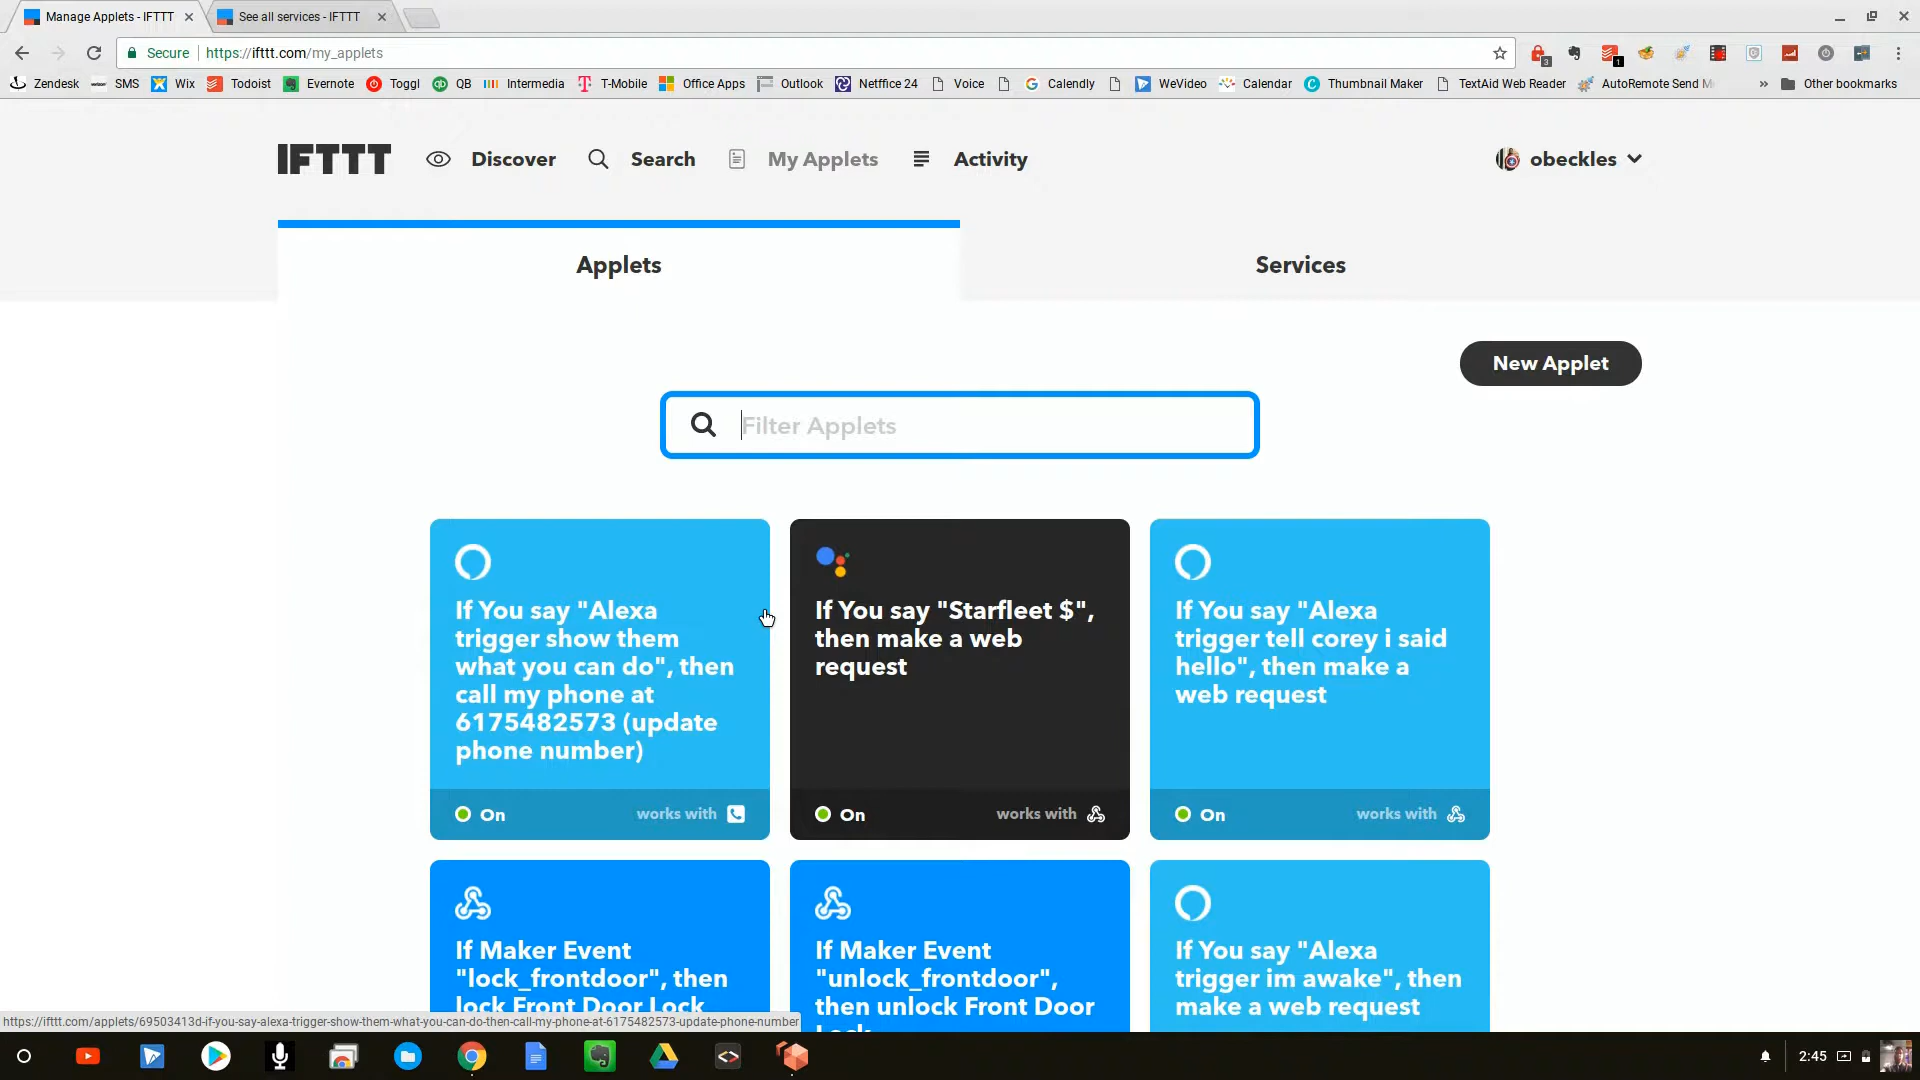 Manage Applets - IFTTT
See all services - IFTTT
Secure https://ifttt.com/my_applets
3
1
Zendesk SMS Wix Todoist Evernote Toggl QB Intermedia T-Mobile Office Apps Outlook Netffice 24 Voice Calendly WeVideo Calendar Thumbnail Maker TextAid Web Reader AutoRemote Send M » Other bookmarks
IFTTT Discover Search My Applets Activity obeckles
Applets Services
New Applet
Filter Applets
If You say "Alexa
trigger show them
what you can do", then
call my phone at
6175482573 (update
phone number)
On works with
If You say "Starfleet $",
then make a web
request
On works with
If You say "Alexa
trigger tell corey i said
hello", then make a
web request
On works with
If Maker Event
"lock_frontdoor", then
lock Front Door Lock
If Maker Event
"unlock_frontdoor",
then unlock Front Door
Lock
If You say "Alexa
trigger im awake", then
make a web request
https://ifttt.com/applets/69503413d-if-you-say-alexa-trigger-show-them-what-you-can-do-then-call-my-phone-at-6175482573-update-phone-number
2:45